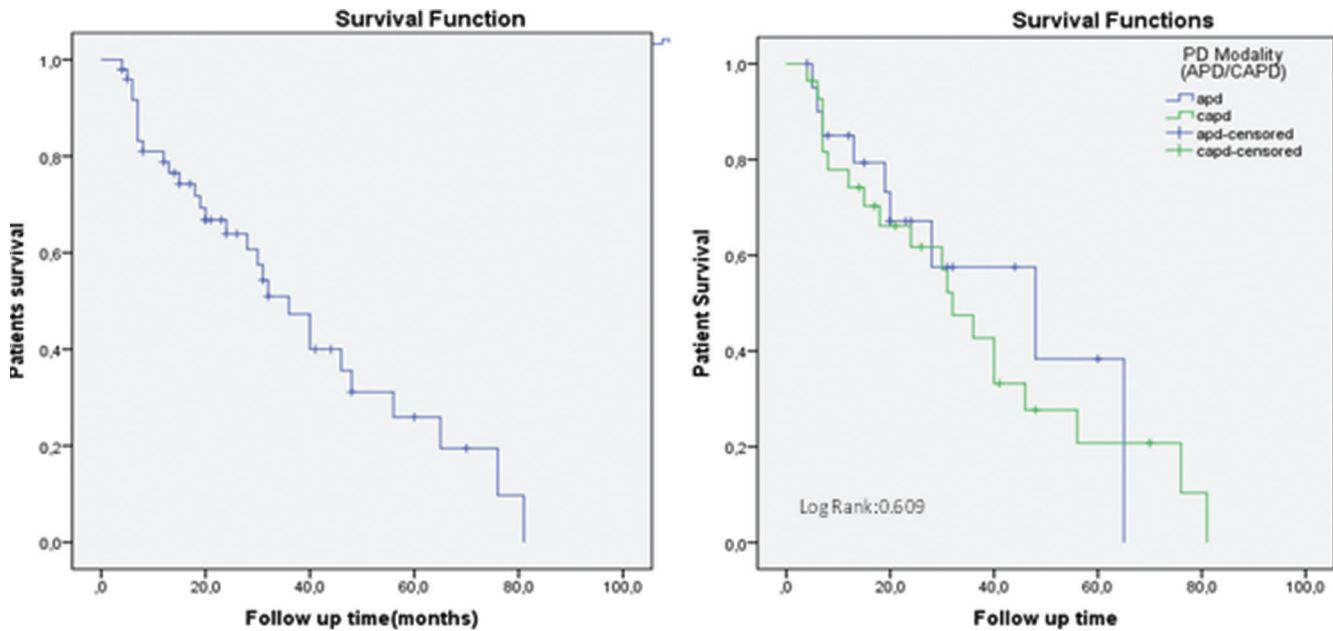 Survival Function
1,0
0,8
0,6
0,4
0,2
0,0
Patients survival
,0 20,0 40,0 60,0 80,0 100,0
Follow up time(months)
Survival Functions
1,0
0,8
0,6
0,4
0,2
0,0
Patient Survival
PD Modality
(APD/CAPD)
apd
capd
apd-censored
capd-censored
Log Rank:0.609
,0 20,0 40,0 60,0 80,0 100,0
Follow up time